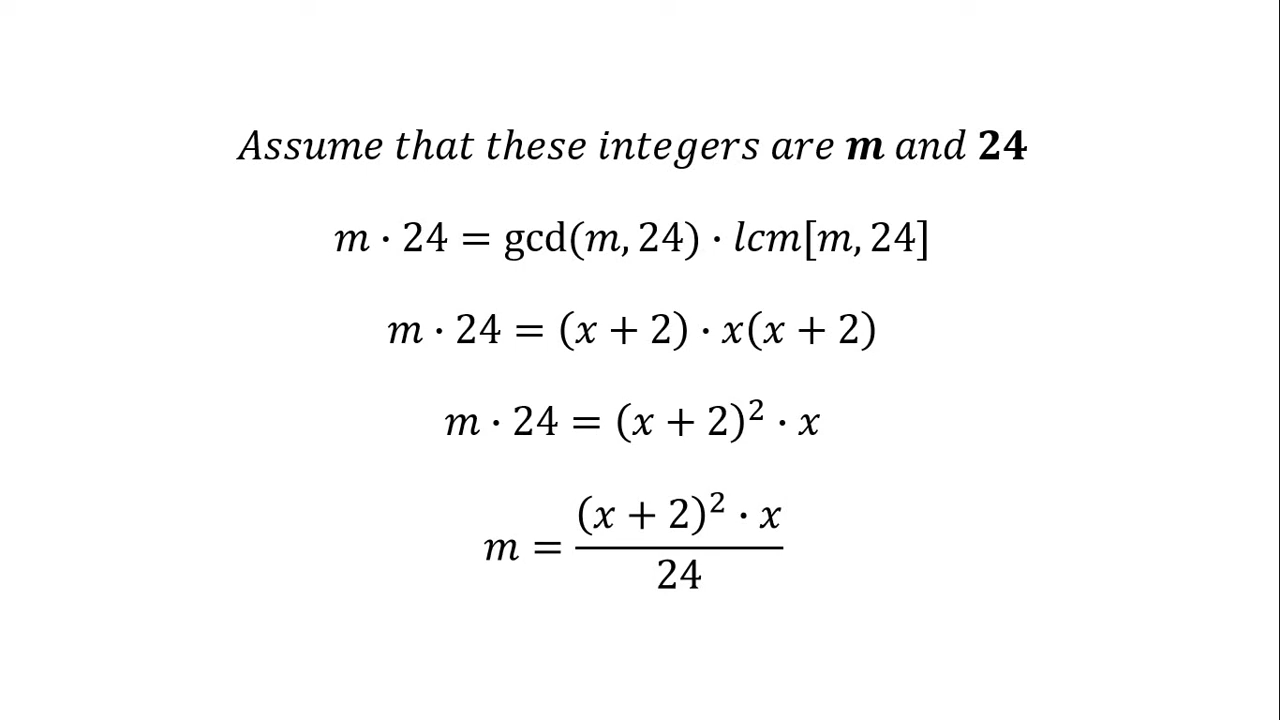 Assume that these integers are m and 24
m · 24 = gcd(m, 24) · lcm[m, 24]
m · 24 = (x + 2) · x(x + 2)
m · 24 = (x + 2)² · x
m = (x + 2)² · x / 24